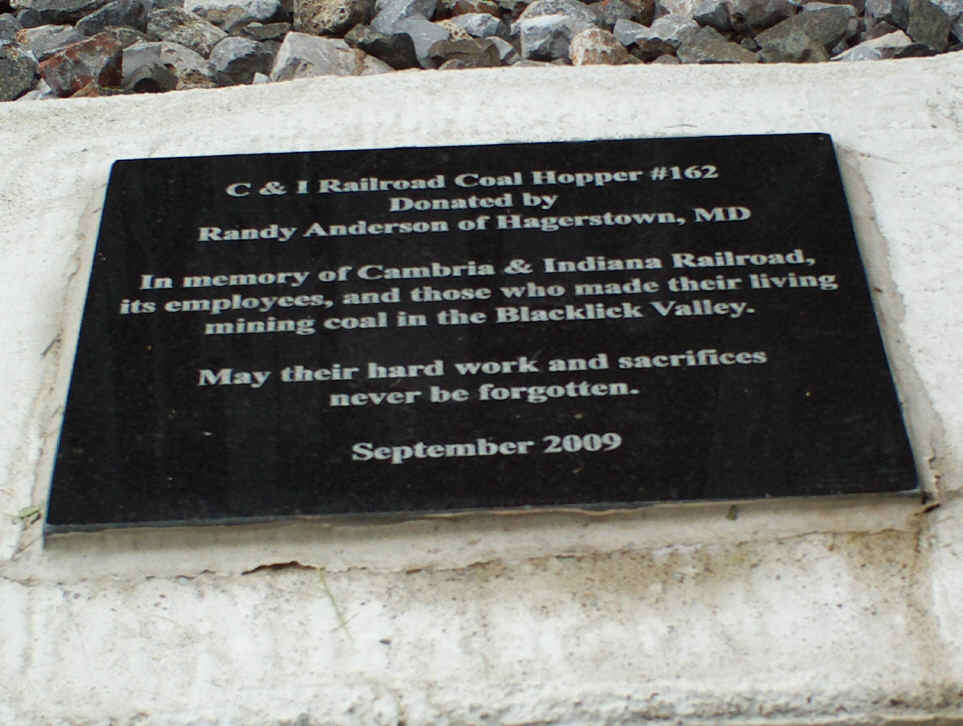 C & I Railroad Coal Hopper #162
Donated by
Randy Anderson of Hagerstown, MD
In memory of Cambria & Indiana Railroad,
its employees, and those who made their living
mining coal in the Blacklick Valley.
May their hard work and sacrifices
never be forgotten.
September 2009